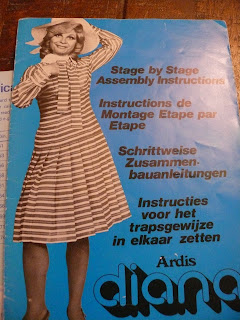 Stage by Stage
Assembly Instructions
Instructions de
Montage Etape par
Etape
Schrittweise
Zusammen-
bauanleitungen
Instructies
voor het
trapsgewijze
in elkaar zetten
Ardis
diana